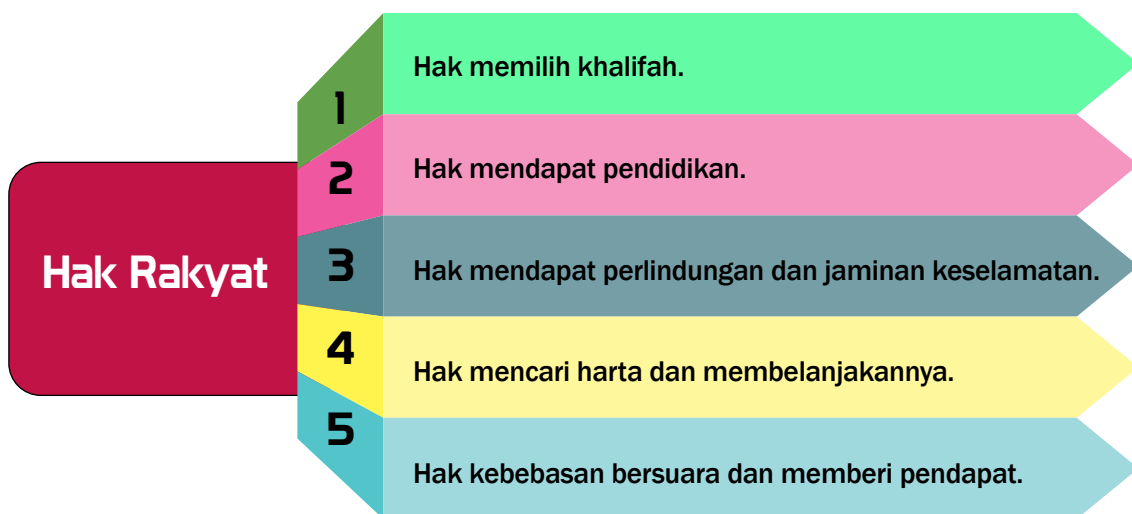 Hak Rakyat
1
Hak memilih khalifah.
2
Hak mendapat pendidikan.
3
Hak mendapat perlindungan dan jaminan keselamatan.
4
Hak mencari harta dan membelanjakannya.
5
Hak kebebasan bersuara dan memberi pendapat.